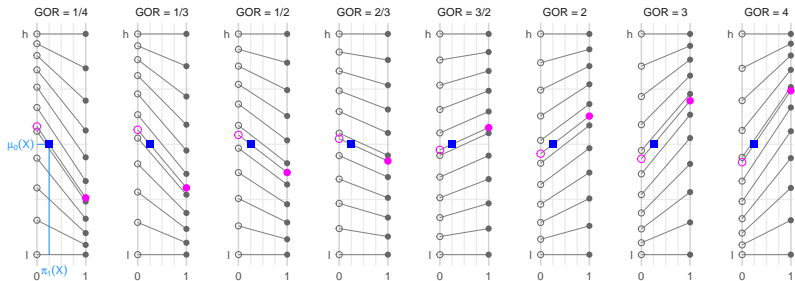 GOR = 1/4 GOR = 1/3 GOR = 1/2 GOR = 2/3 GOR = 3/2 GOR = 2 GOR = 3 GOR = 4
h h h h h h h h
μ₀(X)
l l l l l l l l
0 1 0 1 0 1 0 1 0 1 0 1 0 1 0 1
π₁(X)